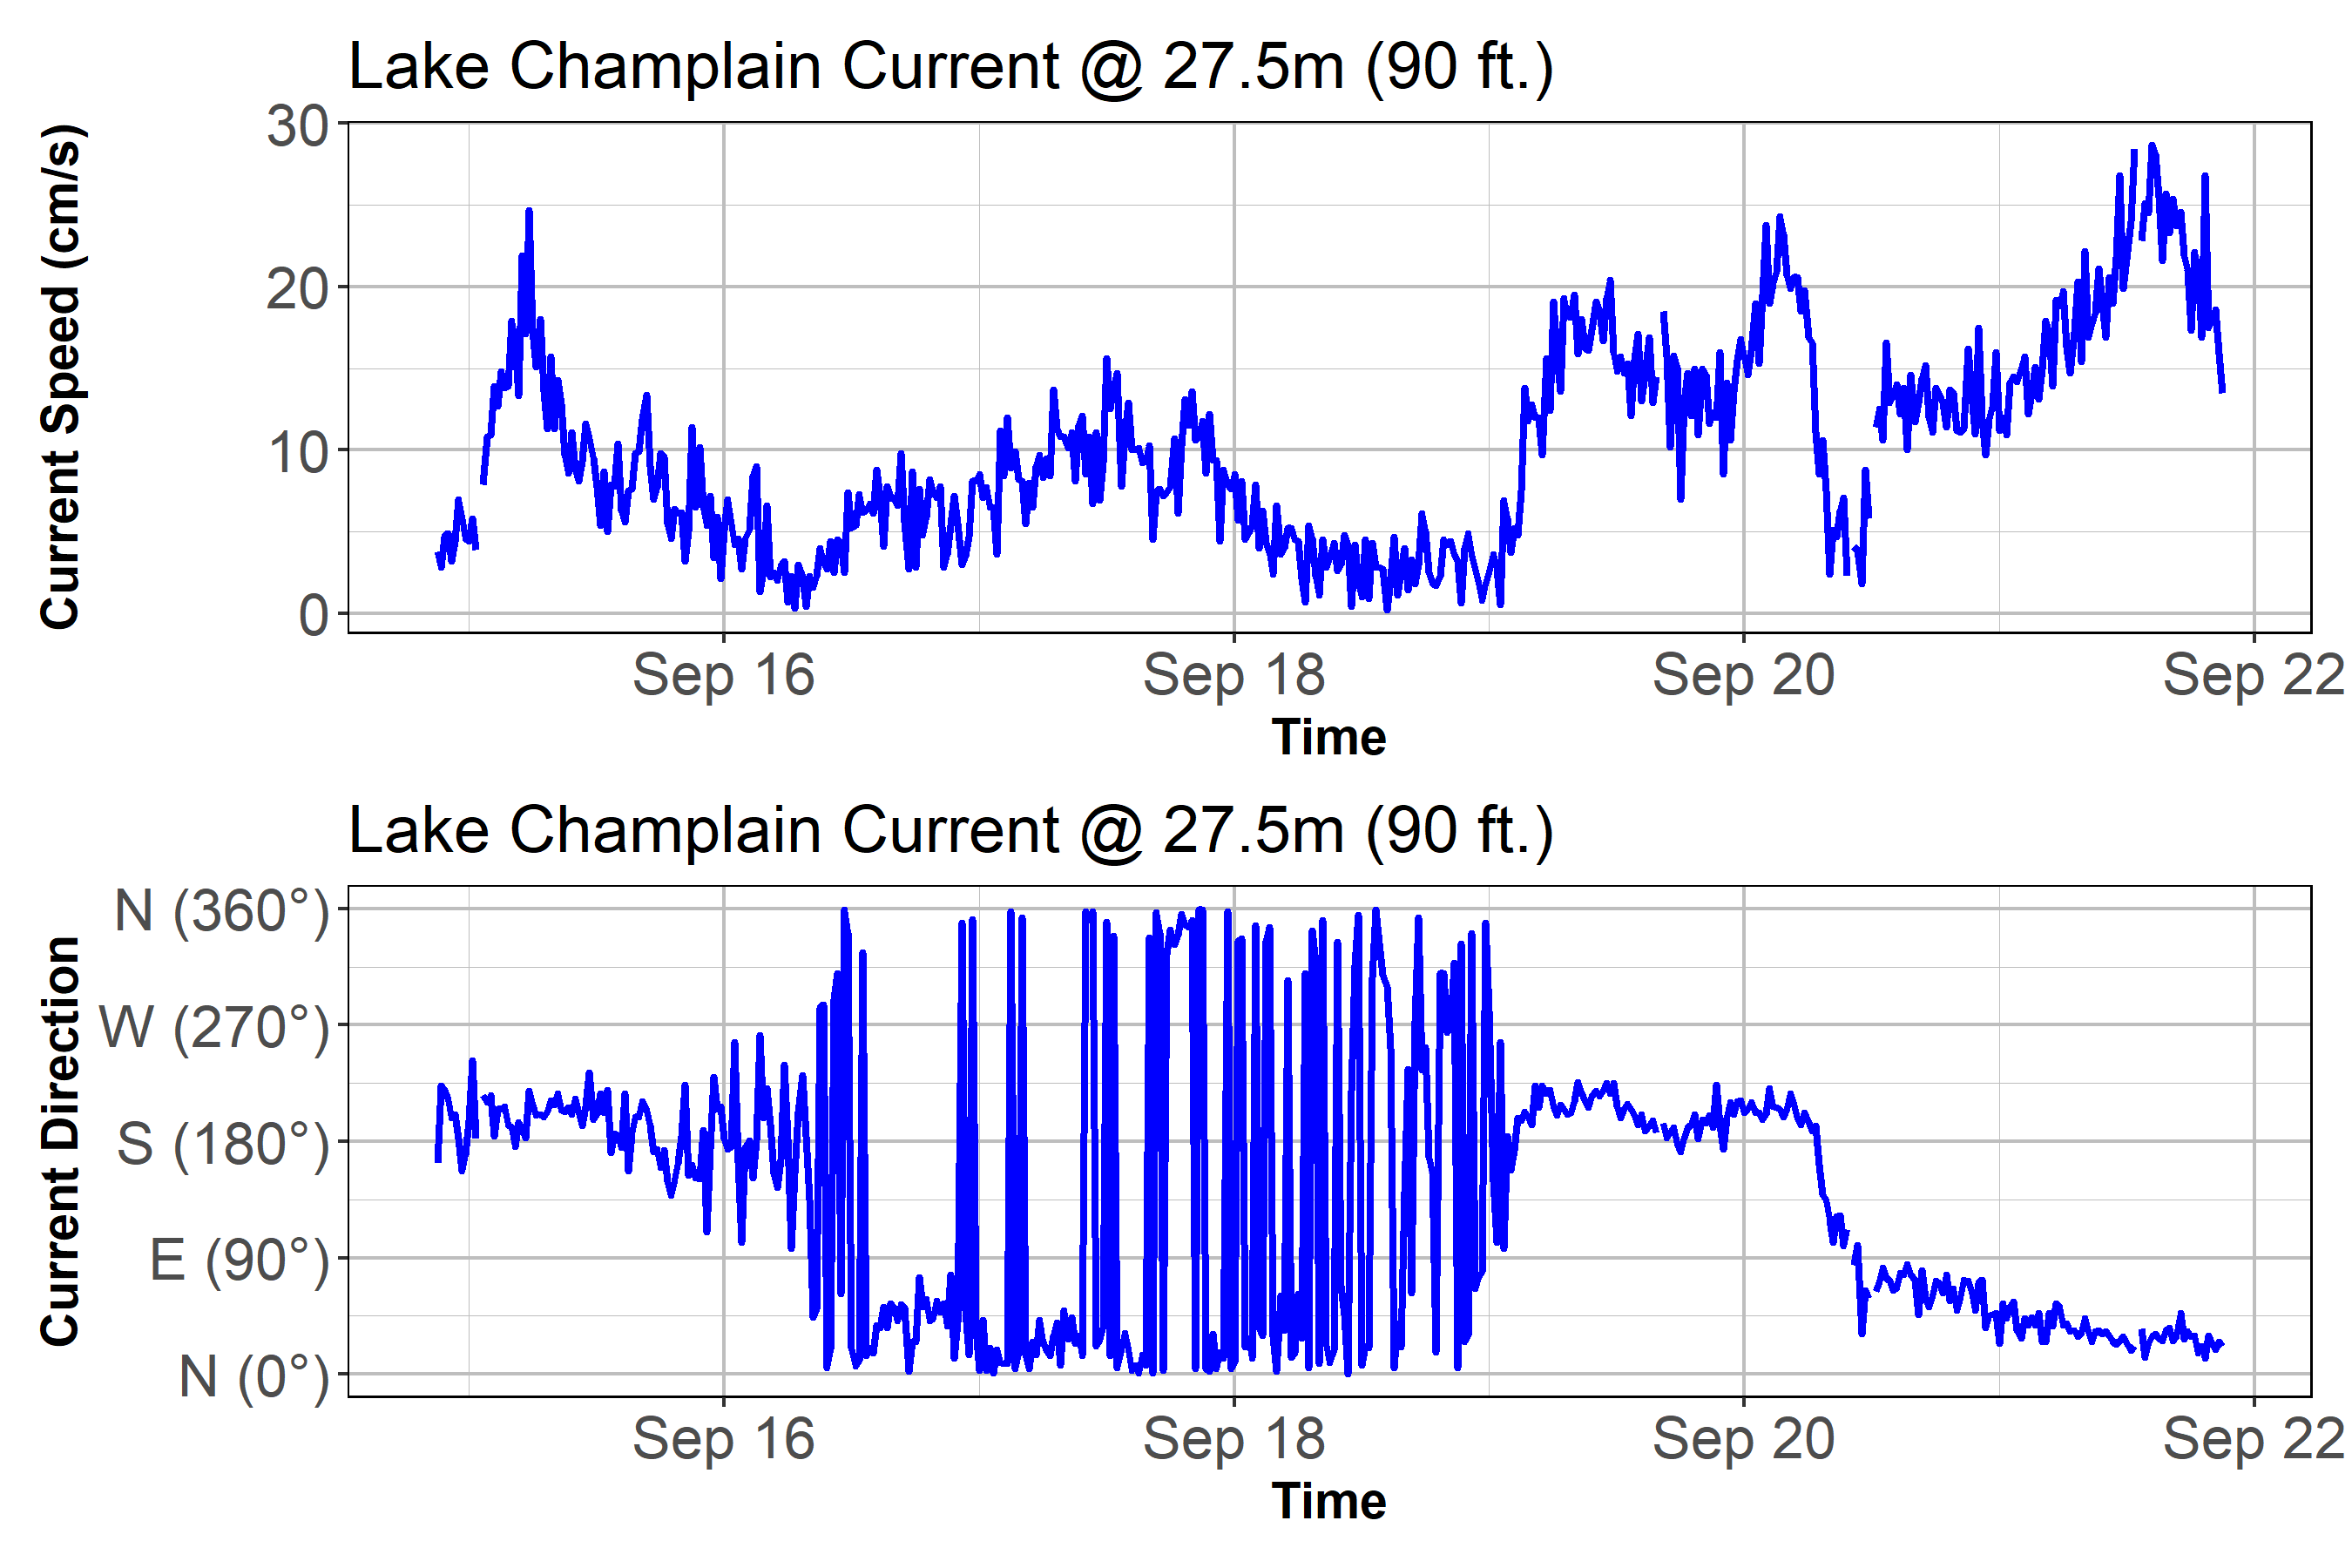 Lake Champlain Current @ 27.5m (90 ft.)
Current Speed (cm/s)
30
20
10
0
Sep 16 Sep 18 Sep 20 Sep 22
Time
Lake Champlain Current @ 27.5m (90 ft.)
Current Direction
N (360°)
W (270°)
S (180°)
E (90°)
N (0°)
Sep 16 Sep 18 Sep 20 Sep 22
Time